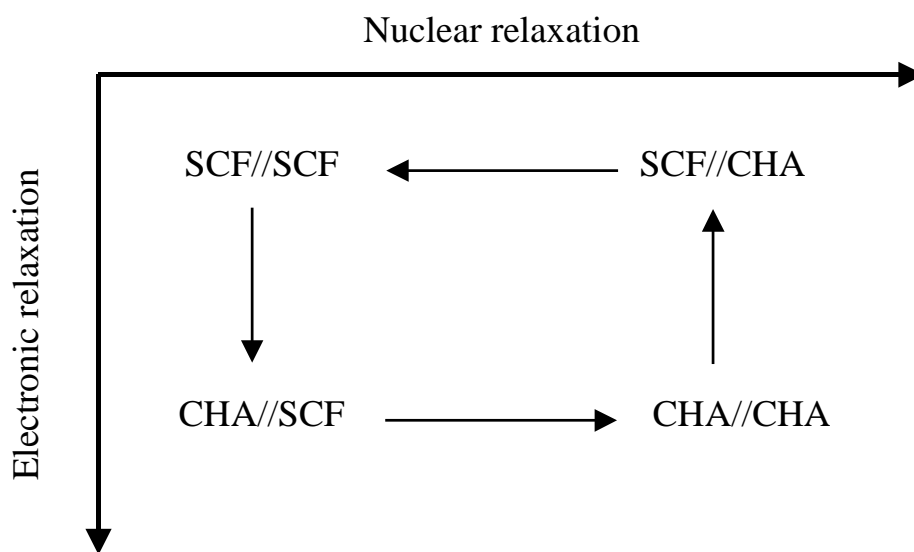 Nuclear relaxation
Electronic relaxation
SCF//SCF
SCF//CHA
CHA//SCF
CHA//CHA